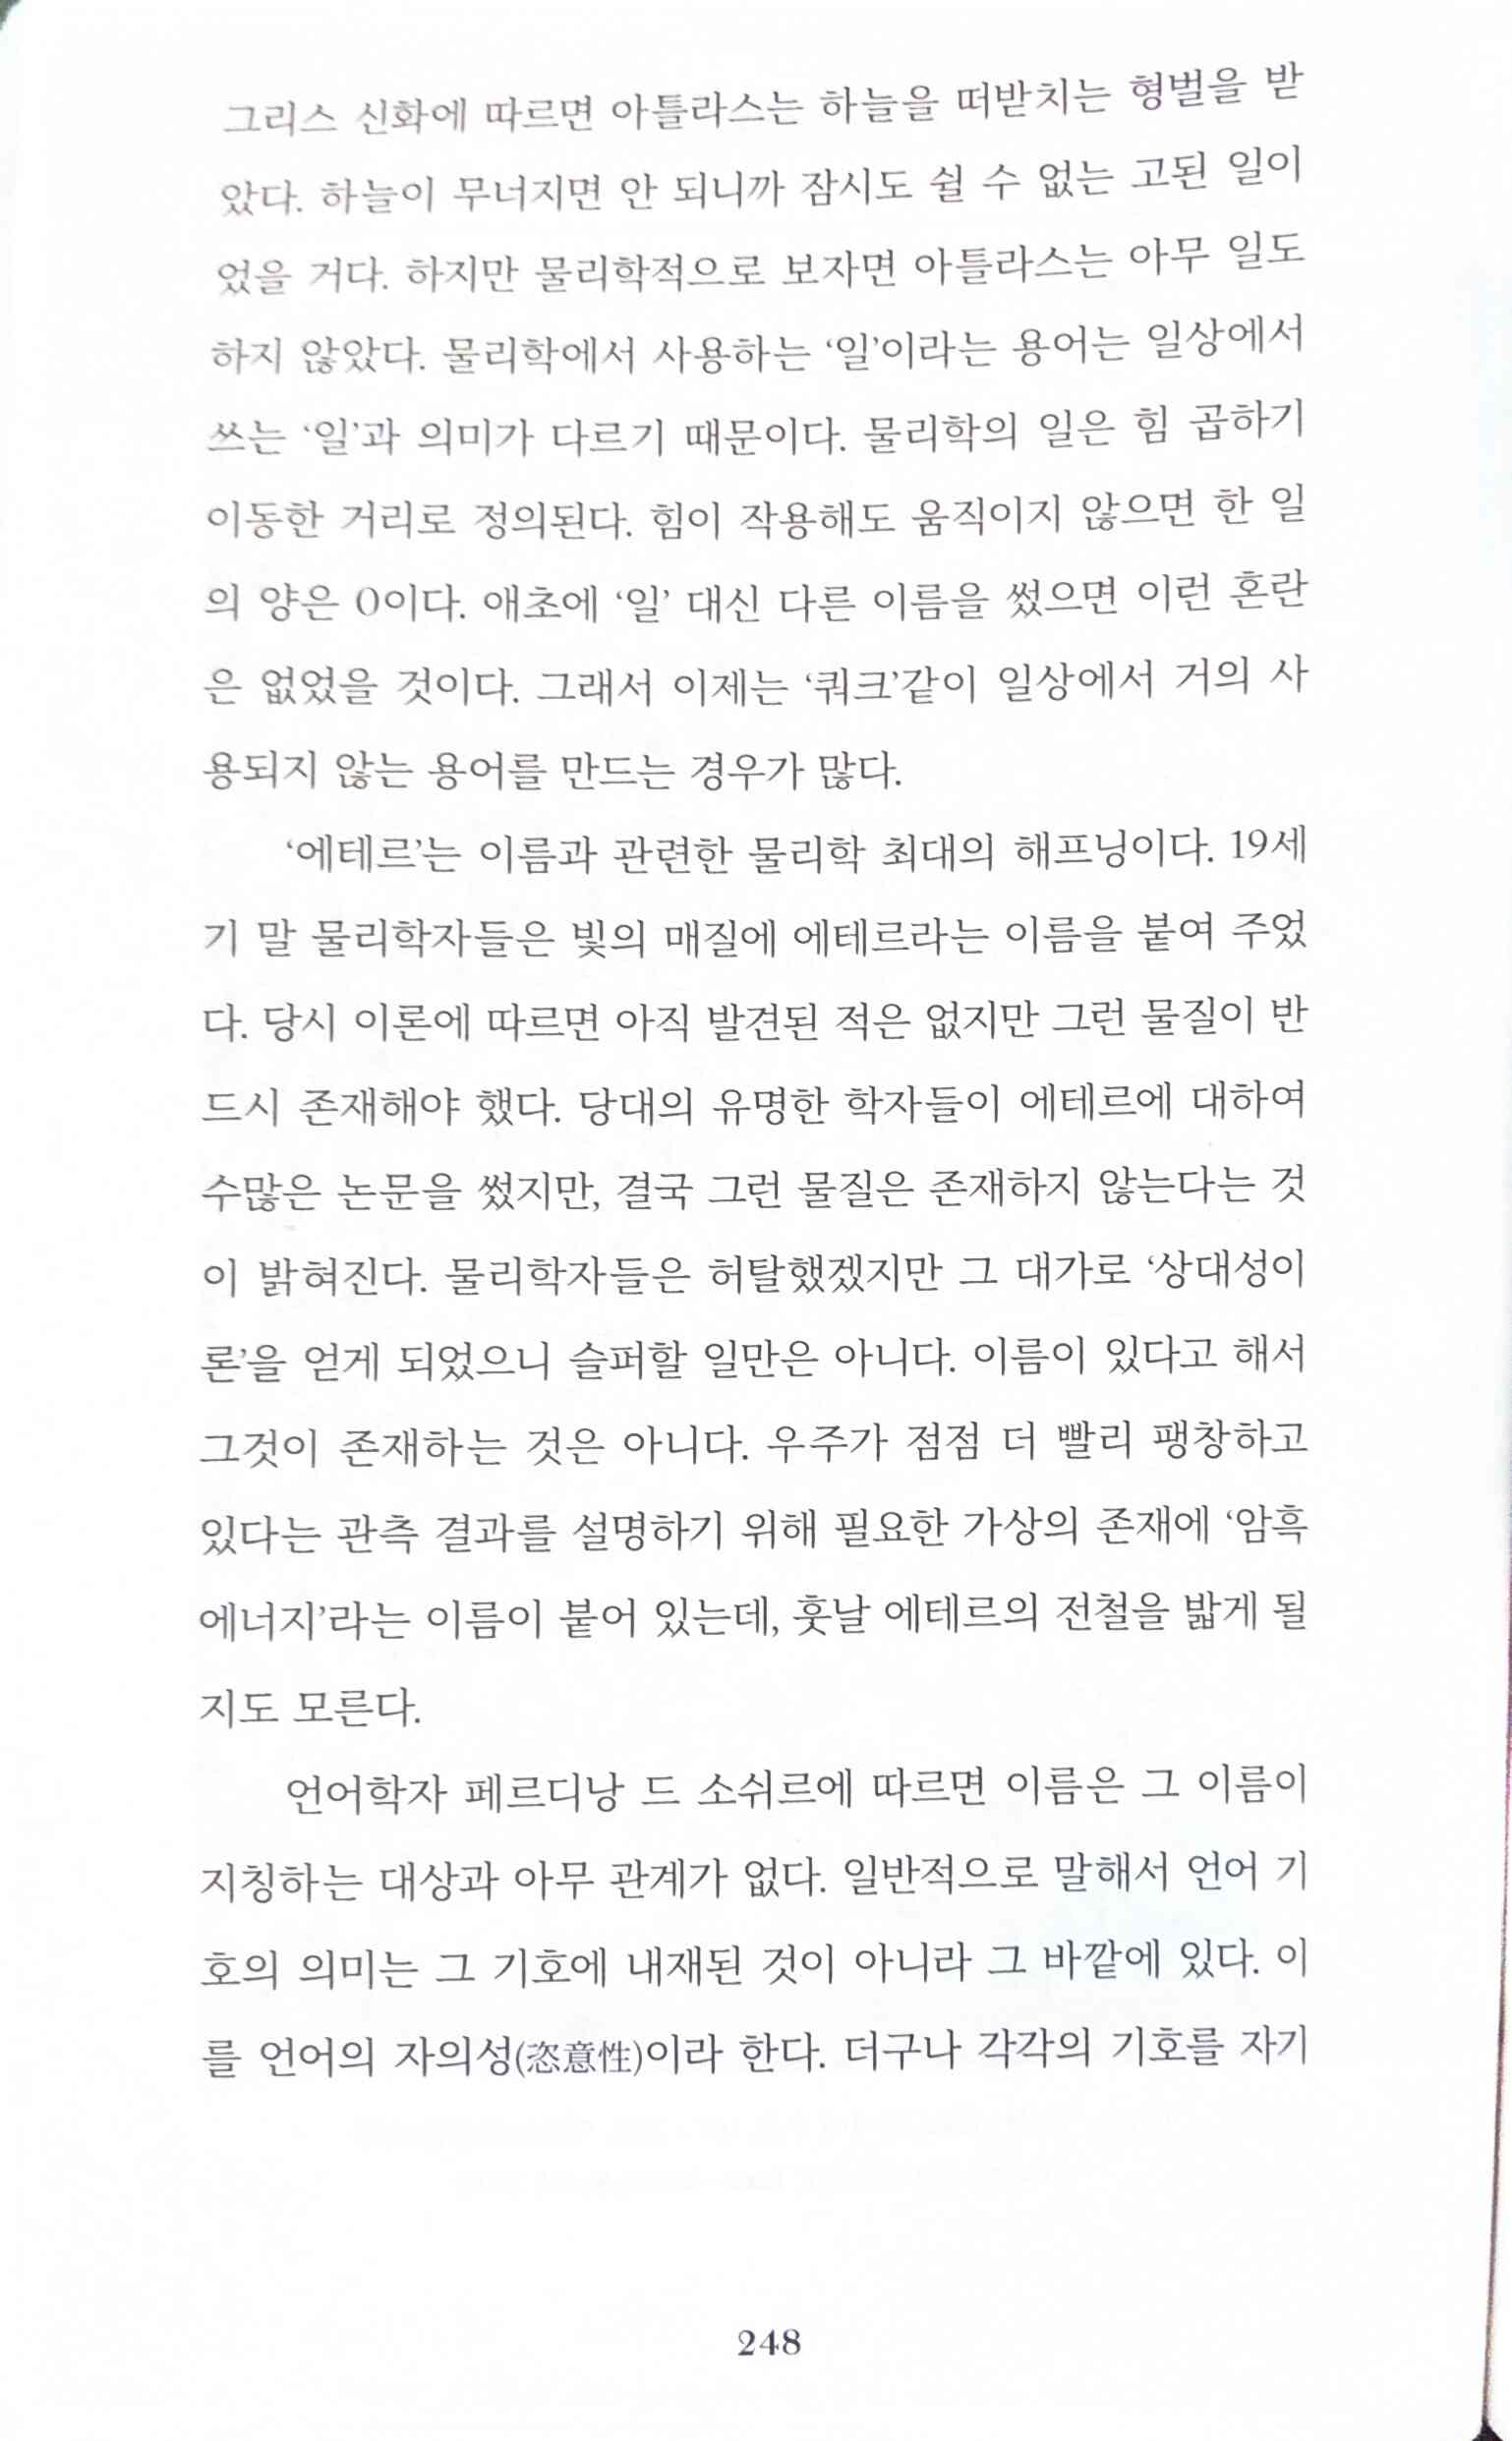 그리스 신화에 따르면 아틀라스는 하늘을 떠받치는 형벌을 받
았다. 하늘이 무너지면 안 되니까 잠시도 쉴 수 없는 고된 일이
었을 거다. 하지만 물리학적으로 보자면 아틀라스는 아무 일도
하지 않았다. 물리학에서 사용하는 ‘일’이라는 용어는 일상에서
쓰는 ‘일’과 의미가 다르기 때문이다. 물리학의 일은 힘 곱하기
이동한 거리로 정의된다. 힘이 작용해도 움직이지 않으면 한 일
의 양은 0이다. 애초에 ‘일’ 대신 다른 이름을 썼으면 이런 혼란
은 없었을 것이다. 그래서 이제는 ‘쿼크’같이 일상에서 거의 사
용되지 않는 용어를 만드는 경우가 많다.
‘에테르’는 이름과 관련한 물리학 최대의 해프닝이다. 19세
기 말 물리학자들은 빛의 매질에 에테르라는 이름을 붙여 주었
다. 당시 이론에 따르면 아직 발견된 적은 없지만 그런 물질이 반
드시 존재해야 했다. 당대의 유명한 학자들이 에테르에 대하여
수많은 논문을 썼지만, 결국 그런 물질은 존재하지 않는다는 것
이 밝혀진다. 물리학자들은 허탈했겠지만 그 대가로 ‘상대성이
론’을 얻게 되었으니 슬퍼할 일만은 아니다. 이름이 있다고 해서
그것이 존재하는 것은 아니다. 우주가 점점 더 빨리 팽창하고
있다는 관측 결과를 설명하기 위해 필요한 가상의 존재에 ‘암흑
에너지’라는 이름이 붙어 있는데, 훗날 에테르의 전철을 밟게 될
지도 모른다.
언어학자 페르디낭 드 소쉬르에 따르면 이름은 그 이름이
지칭하는 대상과 아무 관계가 없다. 일반적으로 말해서 언어 기
호의 의미는 그 기호에 내재된 것이 아니라 그 바깥에 있다. 이
를 언어의 자의성(恣意性)이라 한다. 더구나 각각의 기호를 자기
248